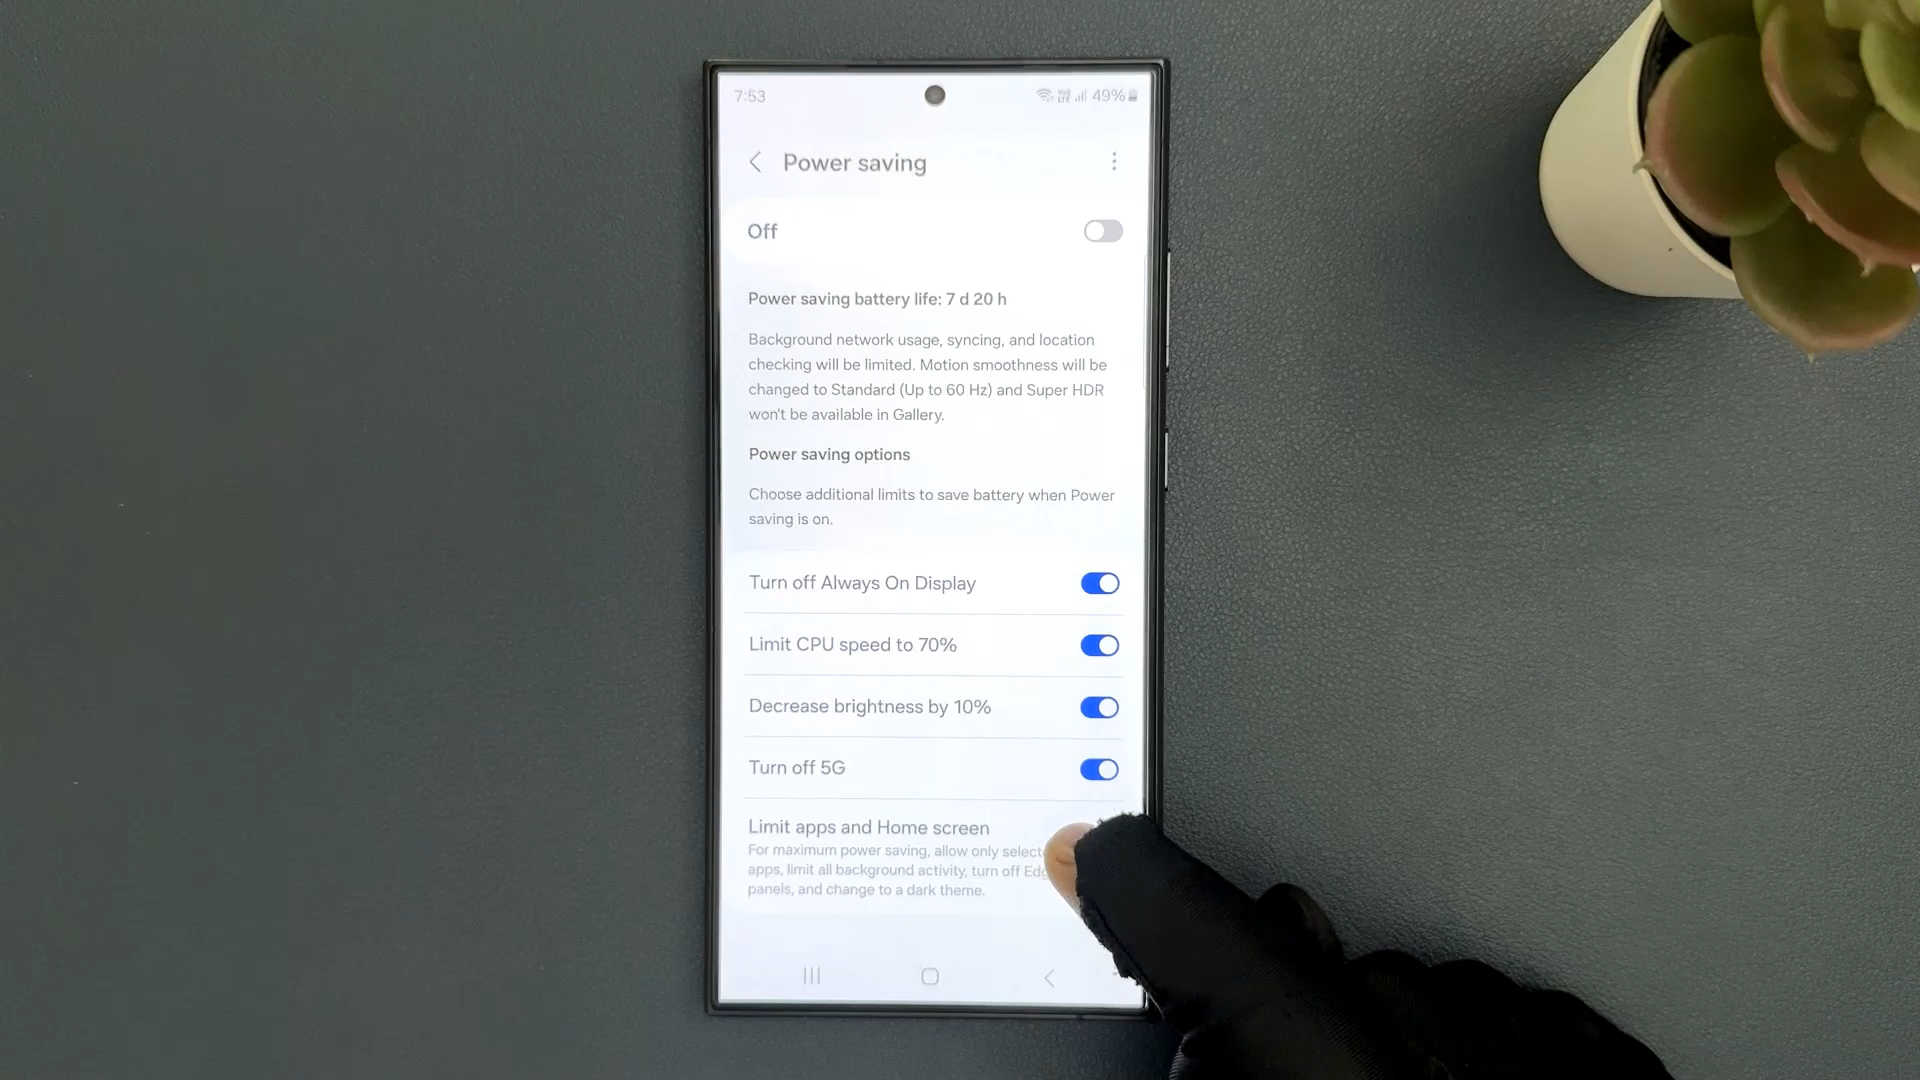 7:53
49%
Power saving
Off
Power saving battery life: 7 d 20 h
Background network usage, syncing, and location
checking will be limited. Motion smoothness will be
changed to Standard (Up to 60 Hz) and Super HDR
won't be available in Gallery.
Power saving options
Choose additional limits to save battery when Power
saving is on.
Turn off Always On Display
Limit CPU speed to 70%
Decrease brightness by 10%
Turn off 5G
Limit apps and Home screen
For maximum power saving, allow only
apps, limit all background activity, turn off
panels, and change to a dark theme.